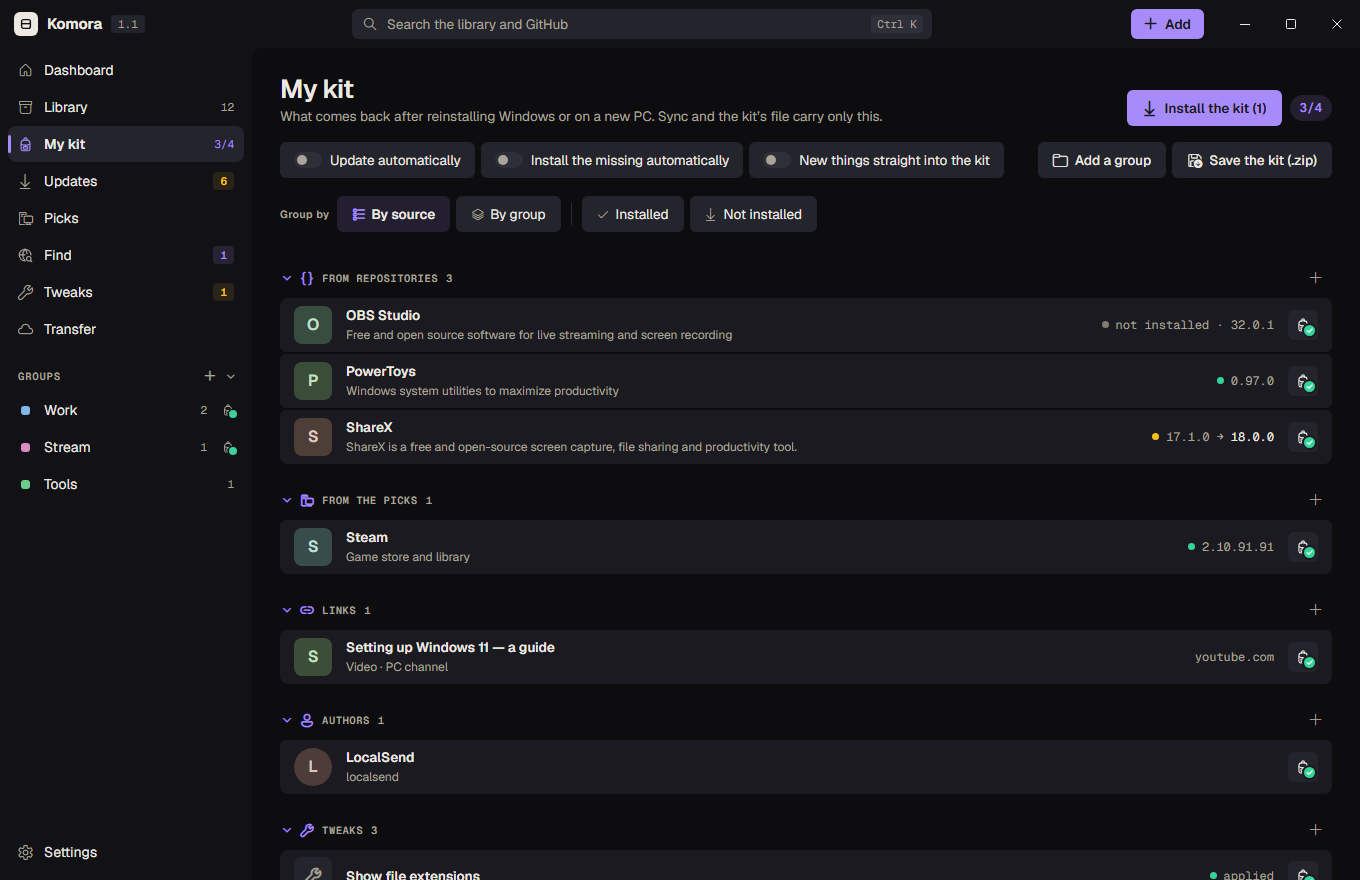 Komora 1.1
Search the library and GitHub
Ctrl K
Add
Dashboard
Library 12
My kit 3/4
Updates 6
Picks
Find 1
Tweaks 1
Transfer
GROUPS
Work 2
Stream 1
Tools 1
Settings
My kit
What comes back after reinstalling Windows or on a new PC. Sync and the kit's file carry only this.
Install the kit (1)
3/4
Update automatically
Install the missing automatically
New things straight into the kit
Add a group
Save the kit (.zip)
Group by
By source
By group
Installed
Not installed
FROM REPOSITORIES 3
O
OBS Studio
Free and open source software for live streaming and screen recording
not installed · 32.0.1
P
PowerToys
Windows system utilities to maximize productivity
0.97.0
S
ShareX
ShareX is a free and open-source screen capture, file sharing and productivity tool.
17.1.0 → 18.0.0
FROM THE PICKS 1
S
Steam
Game store and library
2.10.91.91
LINKS 1
S
Setting up Windows 11 — a guide
Video · PC channel
youtube.com
AUTHORS 1
L
LocalSend
localsend
TWEAKS 3
Show file extensions
applied